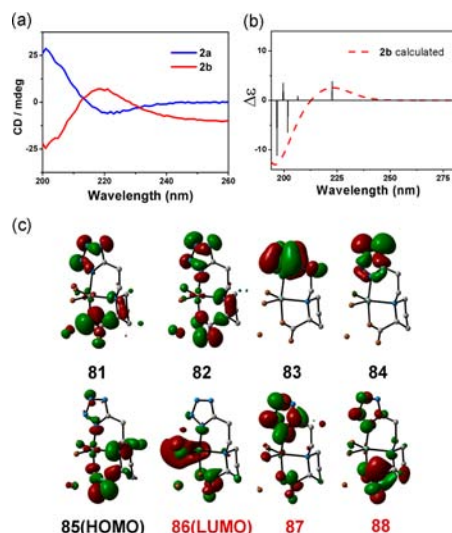 (a)
25
0
-25
CD / mdeg
2a
2b
200 220 240 260
Wavelength (nm)
(b)
10
0
-10
Δε
2b calculated
200 225 250 275
Wavelength (nm)
(c)
81 82 83 84
85(HOMO) 86(LUMO) 87 88